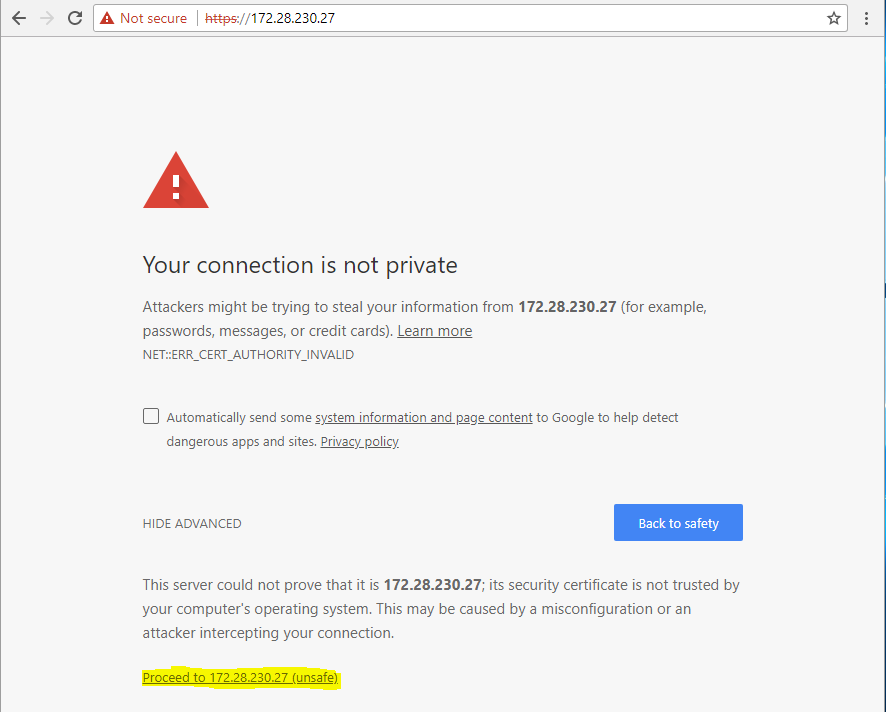 Not secure https://172.28.230.27
Your connection is not private
Attackers might be trying to steal your information from 172.28.230.27 (for example,
passwords, messages, or credit cards). Learn more
NET::ERR_CERT_AUTHORITY_INVALID
Automatically send some system information and page content to Google to help detect
dangerous apps and sites. Privacy policy
HIDE ADVANCED
Back to safety
This server could not prove that it is 172.28.230.27; its security certificate is not trusted by
your computer's operating system. This may be caused by a misconfiguration or an
attacker intercepting your connection.
Proceed to 172.28.230.27 (unsafe)